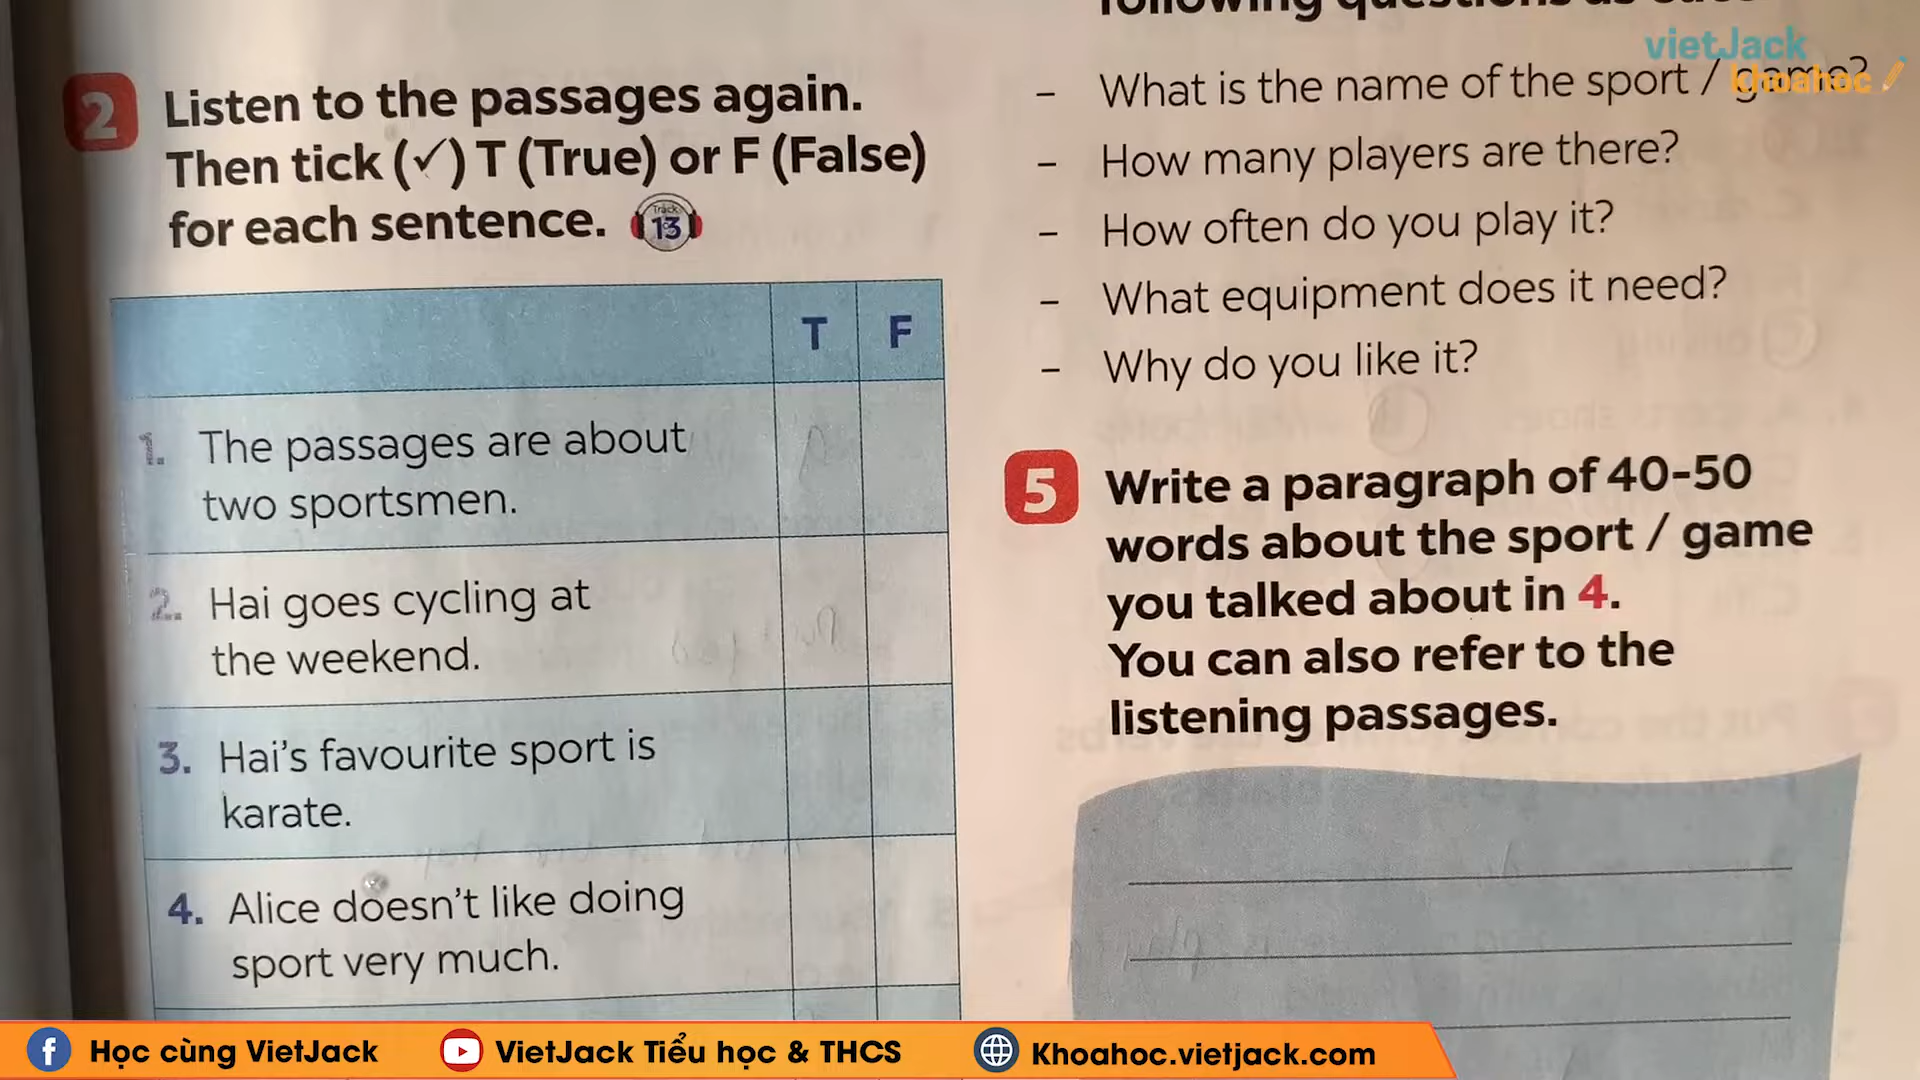 2 Listen to the passages again.
Then tick (✓) T (True) or F (False)
for each sentence. Track 13
T F
1. The passages are about
two sportsmen.
2. Hai goes cycling at
the weekend.
3. Hai's favourite sport is
karate.
4. Alice doesn't like doing
sport very much.
following questions as
- What is the name of the sport / game?
- How many players are there?
- How often do you play it?
- What equipment does it need?
- Why do you like it?
5 Write a paragraph of 40-50
words about the sport / game
you talked about in 4.
You can also refer to the
listening passages.
vietJack
khoahoc
Học cùng VietJack
VietJack Tiểu học & THCS
Khoahoc.vietjack.com